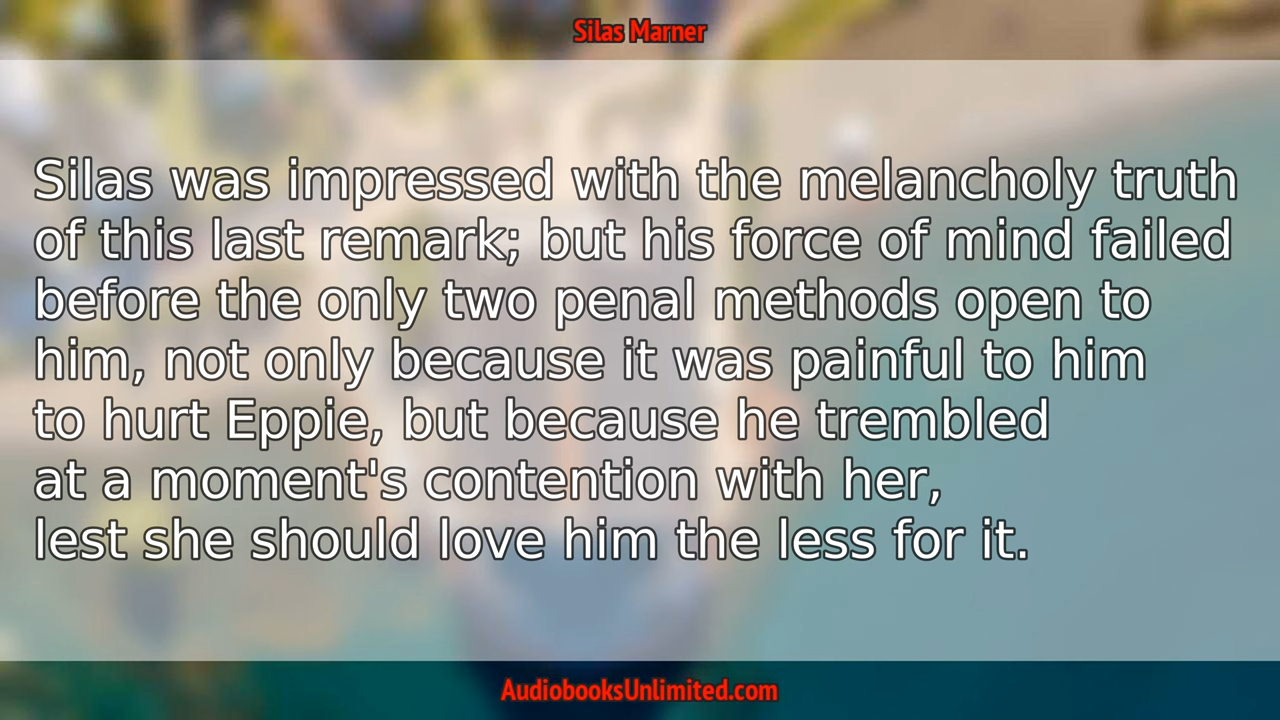 Silas Marner
Silas was impressed with the melancholy truth
of this last remark; but his force of mind failed
before the only two penal methods open to
him, not only because it was painful to him
to hurt Eppie, but because he trembled
at a moment's contention with her,
lest she should love him the less for it.
AudiobooksUnlimited.com